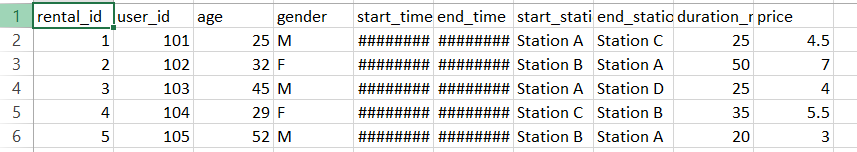 1 rental_id user_id age gender start_time end_time start_stati end_statio duration_r price
2 1 101 25 M ######## ######## Station A Station C 25 4.5
3 2 102 32 F ######## ######## Station B Station A 50 7
4 3 103 45 M ######## ######## Station A Station D 25 4
5 4 104 29 F ######## ######## Station C Station B 35 5.5
6 5 105 52 M ######## ######## Station B Station A 20 3